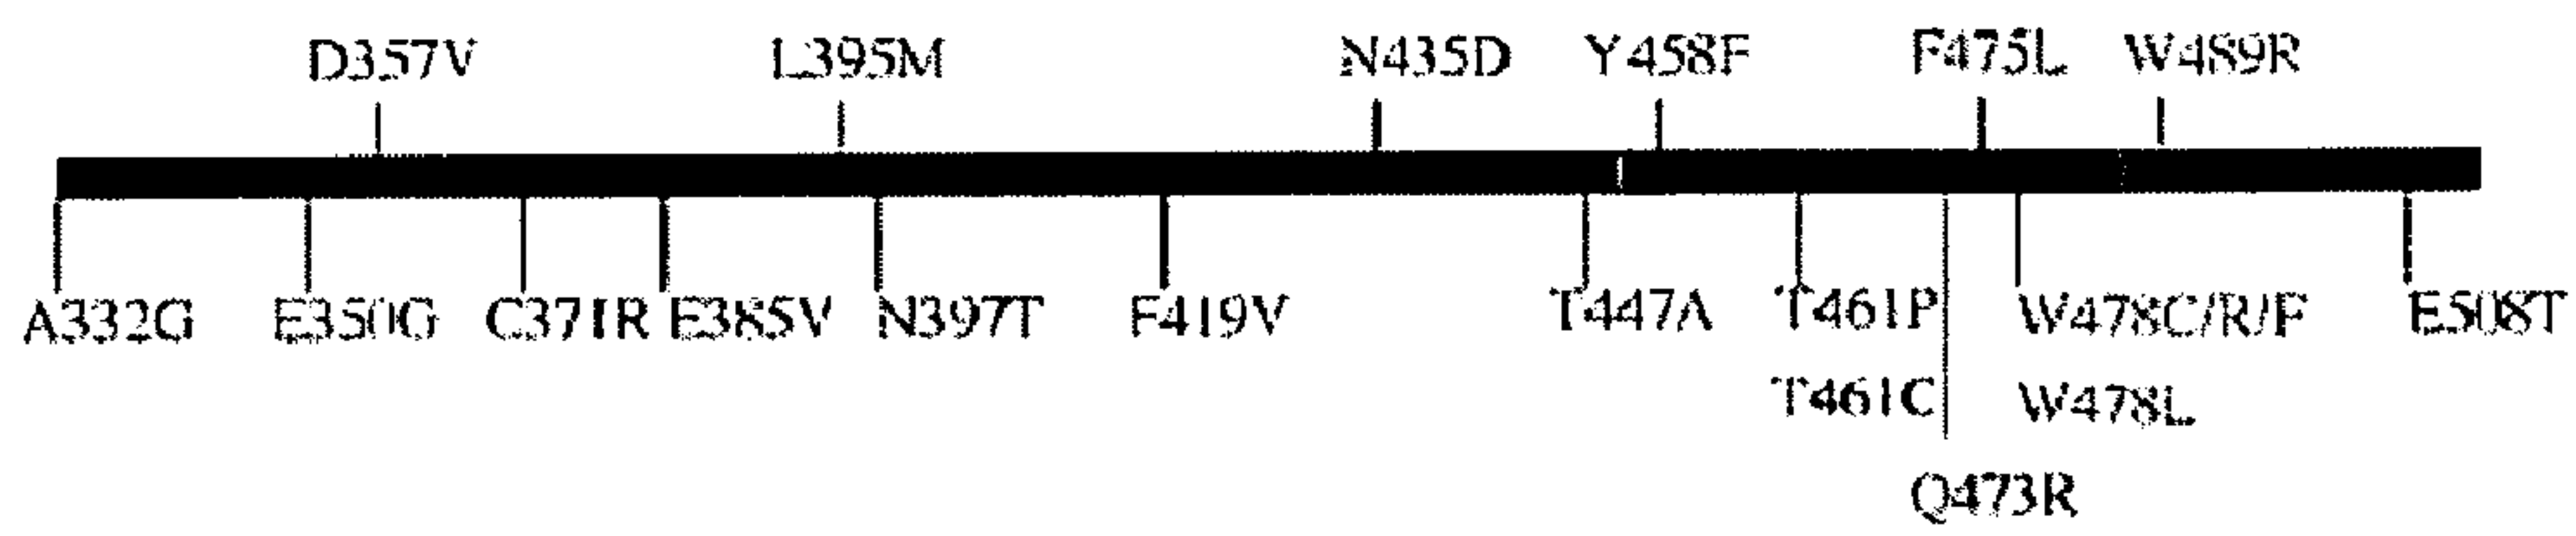 D357V L395M N435D Y458F F475L W489R
A332G E350G C371R E385V N397T F419V T447A T461P W478C/R/F E508T
T461C W478L
Q473R